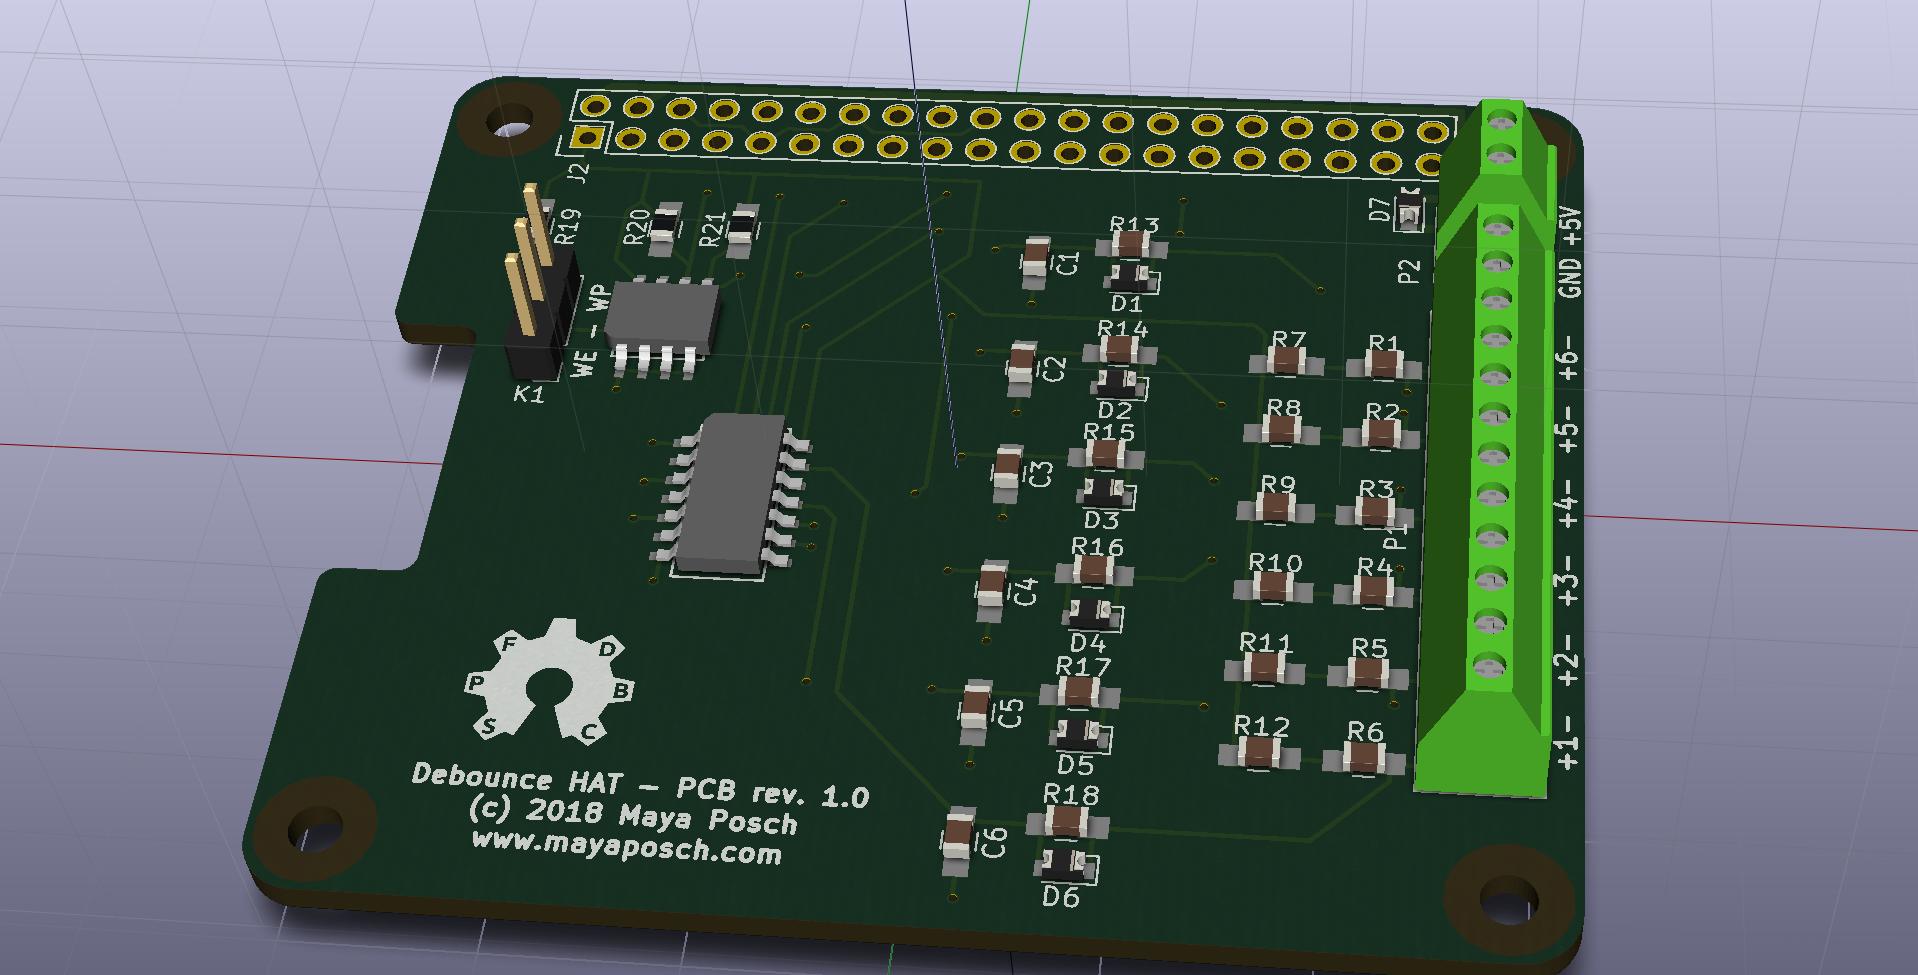 J2
R19
R20
R21
WE - WP
K1
C1
R13
D1
C2
R14
D2
C3
R15
D3
C4
R16
D4
C5
R17
D5
C6
R18
D6
D7
P2
R7
R1
R8
R2
R9
R3
P1
R10
R4
R11
R5
R12
R6
GND +5V
+6-
+5-
+4-
+3-
+2-
+1-
F D
P B
S C
Debounce HAT - PCB rev. 1.0
(c) 2018 Maya Posch
www.mayaposch.com